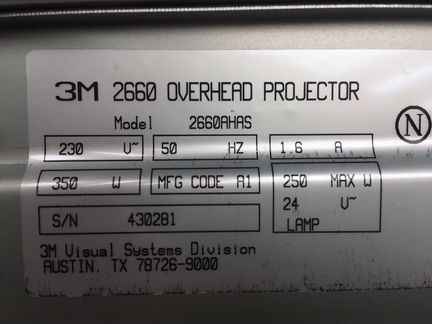 3M 2660 OVERHEAD PROJECTOR
Model 2660AHAS
N
230 V~ 50 HZ 1.6 A
350 W MFG CODE A1 250 MAX W
24 V~
S/N 430281 LAMP
3M Visual Systems Division
AUSTIN, TX 78726-9000